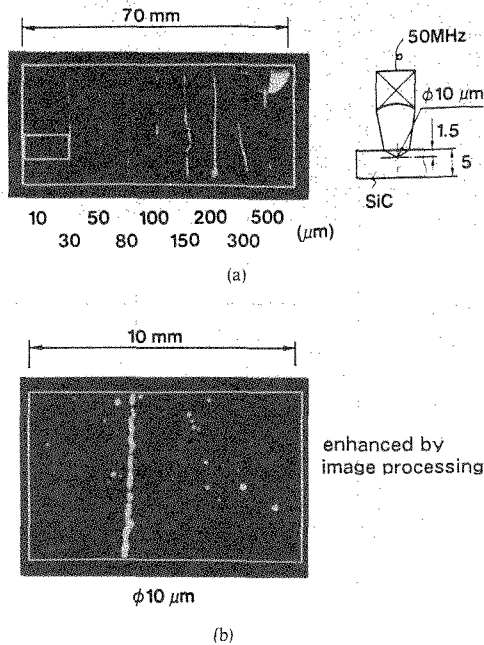 70 mm
50MHz
ϕ10 μm
1.5
5
SiC
10 50 100 200 500 (μm)
30 80 150 300
(a)
10 mm
enhanced by
image processing
ϕ10 μm
(b)